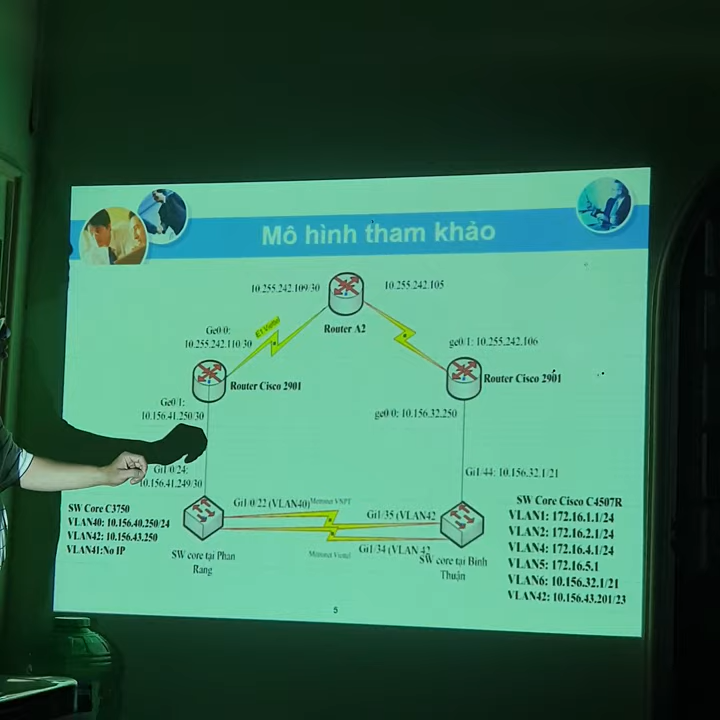 Mô hình tham khảo
10.255.242.109/30
10.255.242.105
Router A2
E1 Viettel
Ge0/0:
10.255.242.110/30
ge0/1: 10.255.242.106
Router Cisco 2901
Router Cisco 2901
Ge0/1:
10.156.41.250/30
ge0/0: 10.156.32.250
Gi1/0/24:
10.156.41.249/30
Gi1/44: 10.156.32.1/21
SW Core C3750
VLAN40: 10.156.40.250/24
VLAN42: 10.156.43.250
VLAN41:No IP
Gi1/0/22 (VLAN40)
Metronet VNPT
Gi1/35 (VLAN42
Metronet Viettel
Gi1/34 (VLAN 42
SW core tại Phan
Rang
SW core tại Bình
Thuận
SW Core Cisco C4507R
VLAN1: 172.16.1.1/24
VLAN2: 172.16.2.1/24
VLAN4: 172.16.4.1/24
VLAN5: 172.16.5.1
VLAN6: 10.156.32.1/21
VLAN42: 10.156.43.201/23
5